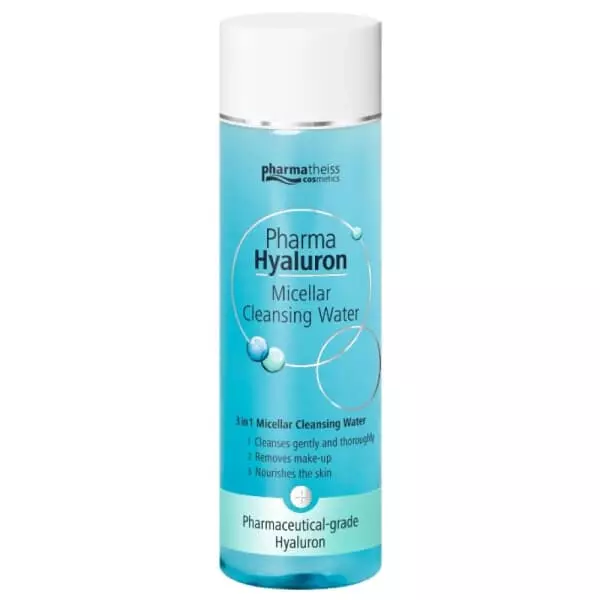 pharmatheiss
cosmetics
Pharma
Hyaluron
Micellar
Cleansing Water
3 in 1 Micellar Cleansing Water
1 Cleanses gently and thoroughly
2 Removes make-up
3 Nourishes the skin
Pharmaceutical-grade
Hyaluron